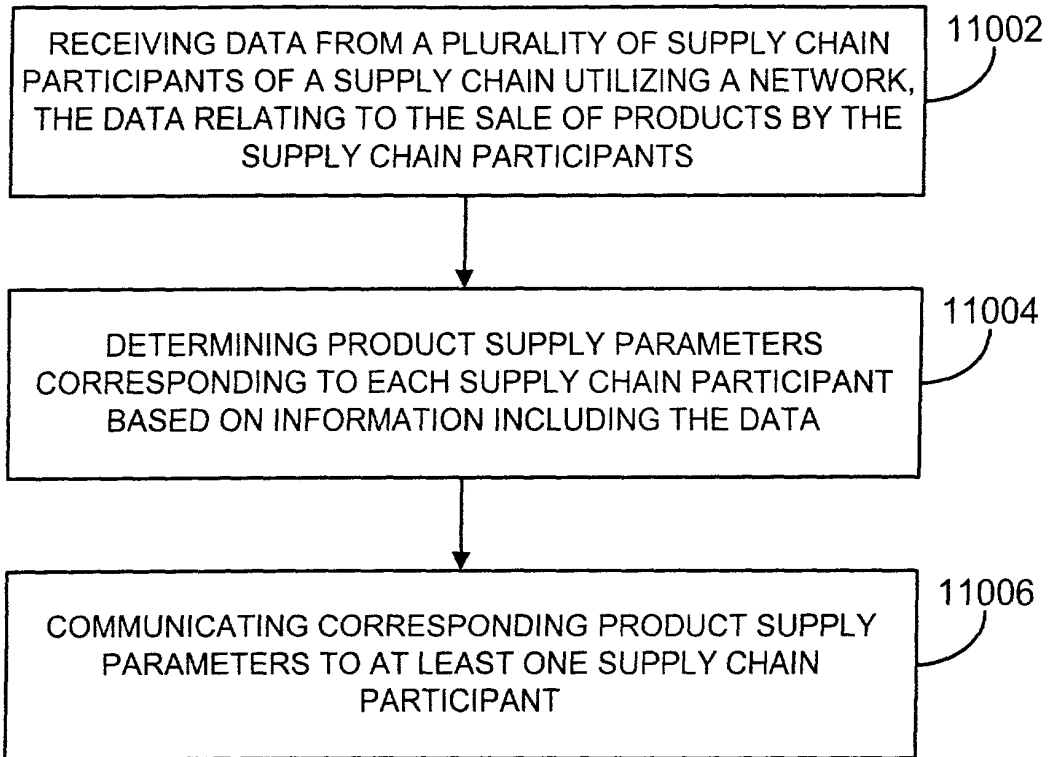 RECEIVING DATA FROM A PLURALITY OF SUPPLY CHAIN
PARTICIPANTS OF A SUPPLY CHAIN UTILIZING A NETWORK,
THE DATA RELATING TO THE SALE OF PRODUCTS BY THE
SUPPLY CHAIN PARTICIPANTS
11002
DETERMINING PRODUCT SUPPLY PARAMETERS
CORRESPONDING TO EACH SUPPLY CHAIN PARTICIPANT
BASED ON INFORMATION INCLUDING THE DATA
11004
COMMUNICATING CORRESPONDING PRODUCT SUPPLY
PARAMETERS TO AT LEAST ONE SUPPLY CHAIN
PARTICIPANT
11006